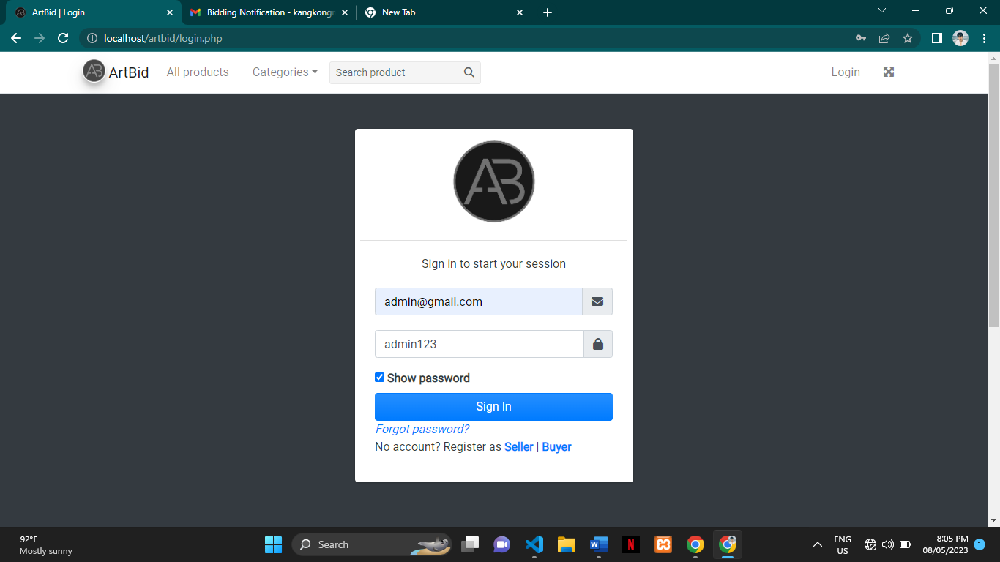 ArtBid | Login
Bidding Notification - kangkongr
New Tab
localhost/artbid/login.php
AB ArtBid All products Categories Search product Login
AB
Sign in to start your session
admin@gmail.com
admin123
Show password
Sign In
Forgot password?
No account? Register as Seller | Buyer
92°F
Mostly sunny
Search
W
N
ENG
US
8:05 PM
08/05/2023
1